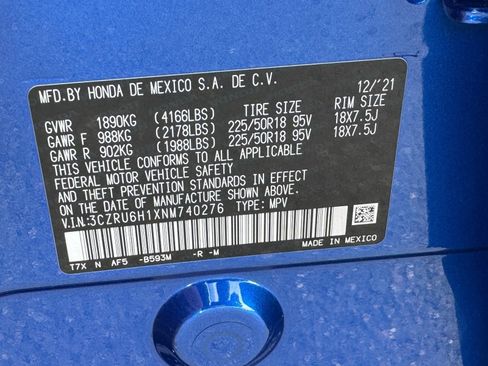 MFD.BY HONDA DE MEXICO S.A. DE C.V. 12/'21
GVWR 1890KG (4166LBS) TIRE SIZE RIM SIZE
GAWR F 988KG (2178LBS) 225/50R18 95V 18X7.5J
GAWR R 902KG (1988LBS) 225/50R18 95V 18X7.5J
THIS VEHICLE CONFORMS TO ALL APPLICABLE
FEDERAL MOTOR VEHICLE SAFETY
AND THEFT PREVENTION STANDARDS IN EFFECT
ON THE DATE OF MANUFACTURE SHOWN ABOVE.
V.I.N:3CZRU6H1XNM740276 TYPE: MPV
T7X N AF5 -B593M -R -M MADE IN MEXICO